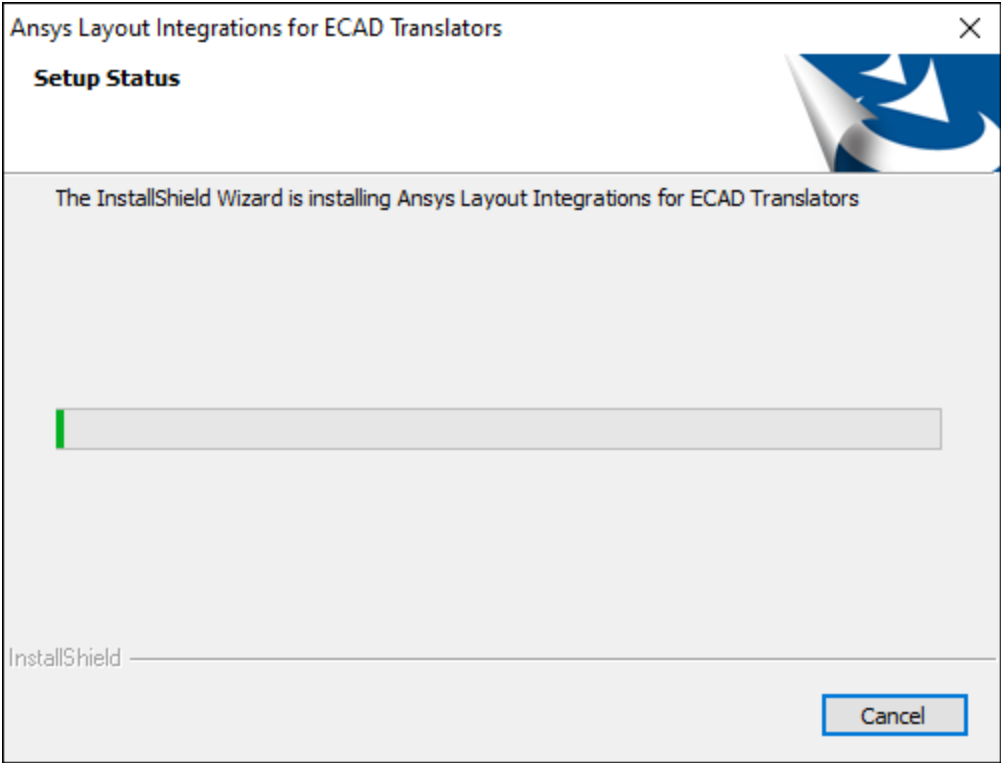 Ansys Layout Integrations for ECAD Translators
Setup Status
The InstallShield Wizard is installing Ansys Layout Integrations for ECAD Translators
InstallShield
Cancel